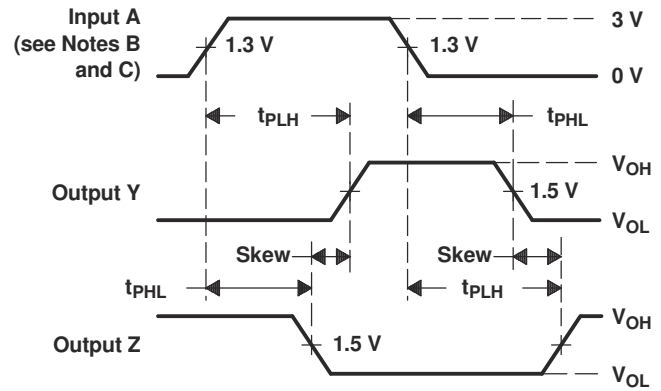 Input A
(see Notes B
and C)
1.3 V
1.3 V
3 V
0 V
tPLH
tPHL
Output Y
1.5 V
VOH
VOL
Skew
Skew
tPHL
tPLH
Output Z
1.5 V
VOH
VOL